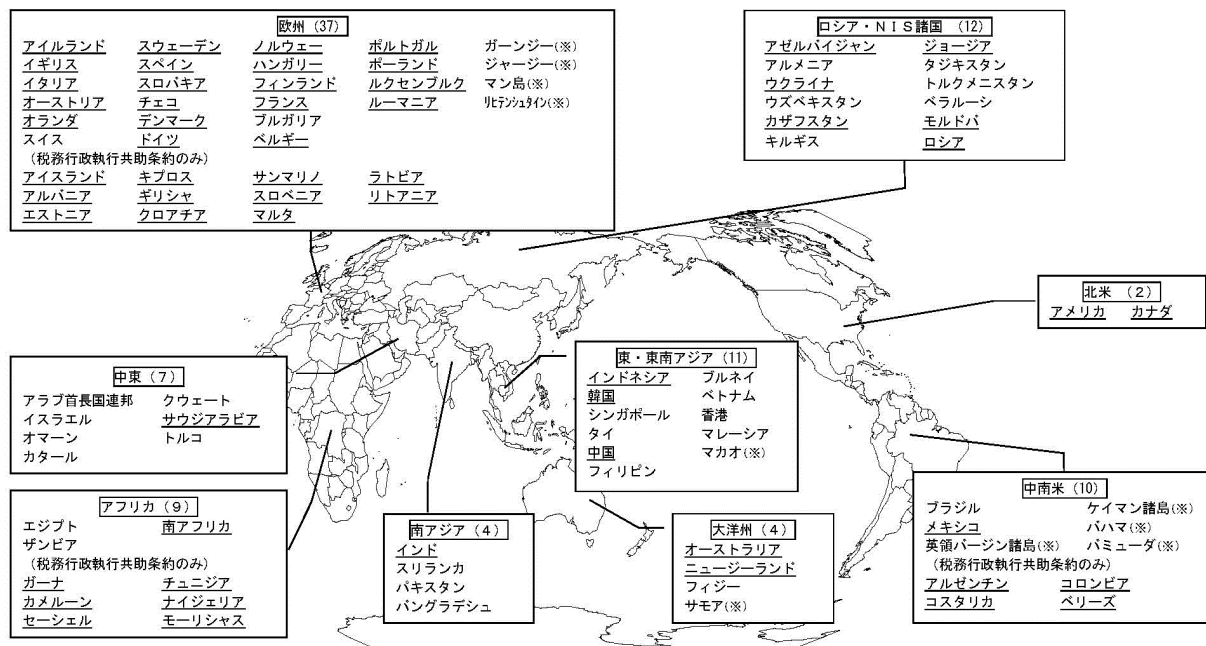 欧州（37）
アイルランド　スウェーデン　ノルウェー　ポルトガル　ガーンジー(※)
イギリス　スペイン　ハンガリー　ポーランド　ジャージー(※)
イタリア　スロバキア　フィンランド　ルクセンブルク　マン島(※)
オーストリア　チェコ　フランス　ルーマニア　リヒテンシュタイン(※)
オランダ　デンマーク　ブルガリア
スイス　ドイツ　ベルギー
（税務行政執行共助条約のみ）
アイスランド　キプロス　サンマリノ　ラトビア
アルバニア　ギリシャ　スロベニア　リトアニア
エストニア　クロアチア　マルタ
ロシア・ＮＩＳ諸国（12）
アゼルバイジャン　ジョージア
アルメニア　タジキスタン
ウクライナ　トルクメニスタン
ウズベキスタン　ベラルーシ
カザフスタン　モルドバ
キルギス　ロシア
北米（２）
アメリカ　カナダ
中東（７）
アラブ首長国連邦　クウェート
イスラエル　サウジアラビア
オマーン　トルコ
カタール
東・東南アジア（11）
インドネシア　ブルネイ
韓国　ベトナム
シンガポール　香港
タイ　マレーシア
中国　マカオ(※)
フィリピン
アフリカ（９）
エジプト　南アフリカ
ザンビア
（税務行政執行共助条約のみ）
ガーナ　チュニジア
カメルーン　ナイジェリア
セーシェル　モーリシャス
南アジア（４）
インド
スリランカ
パキスタン
バングラデシュ
大洋州（４）
オーストラリア
ニュージーランド
フィジー
サモア(※)
中南米（10）
ブラジル　ケイマン諸島(※)
メキシコ　バハマ(※)
英領バージン諸島(※)　バミューダ(※)
（税務行政執行共助条約のみ）
アルゼンチン　コロンビア
コスタリカ　ベリーズ